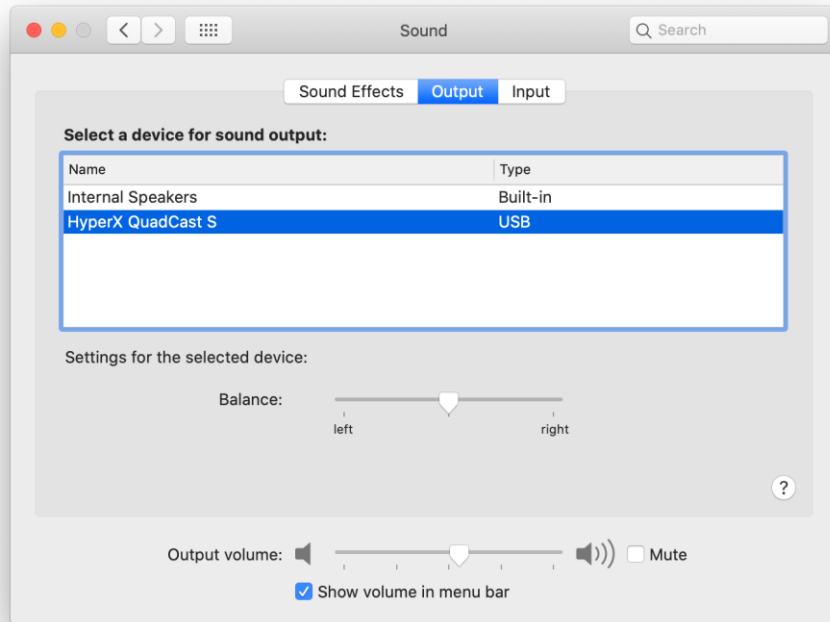 Sound
Search
Sound Effects Output Input
Select a device for sound output:
Name Type
Internal Speakers Built-in
HyperX QuadCast S USB
Settings for the selected device:
Balance:
left right
?
Output volume: Mute
Show volume in menu bar